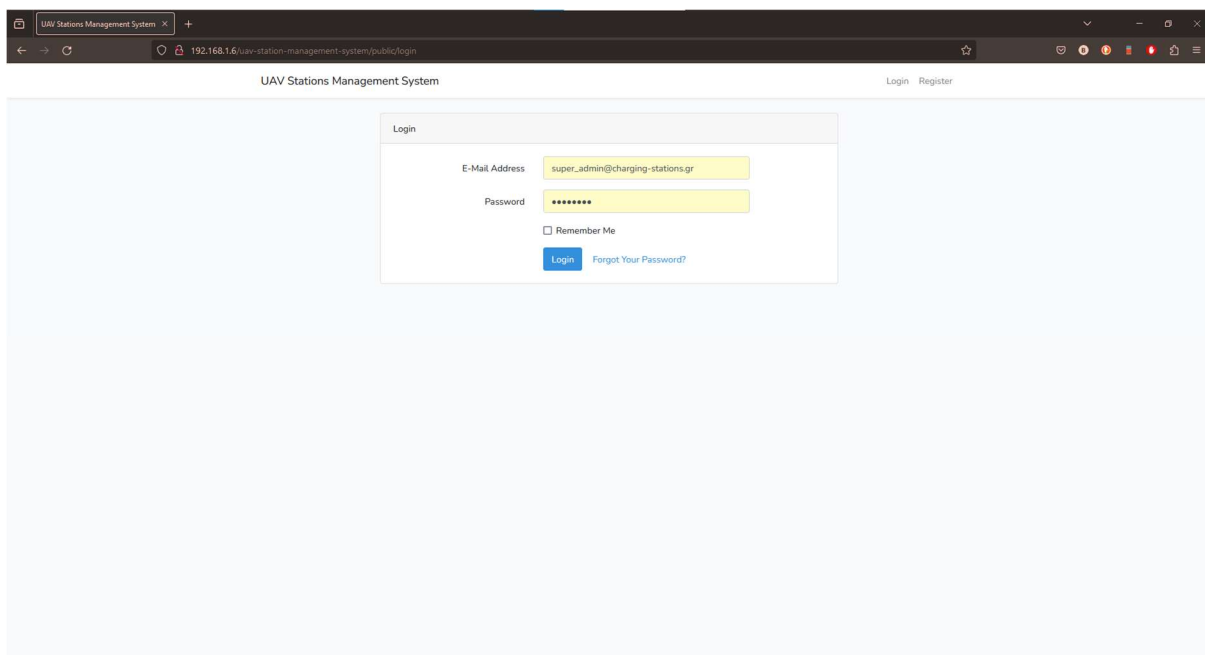 UAV Stations Management System
192.168.1.6/uav-station-management-system/public/login
UAV Stations Management System
Login Register
Login
E-Mail Address super_admin@charging-stations.gr
Password ●●●●●●●●
Remember Me
Login Forgot Your Password?